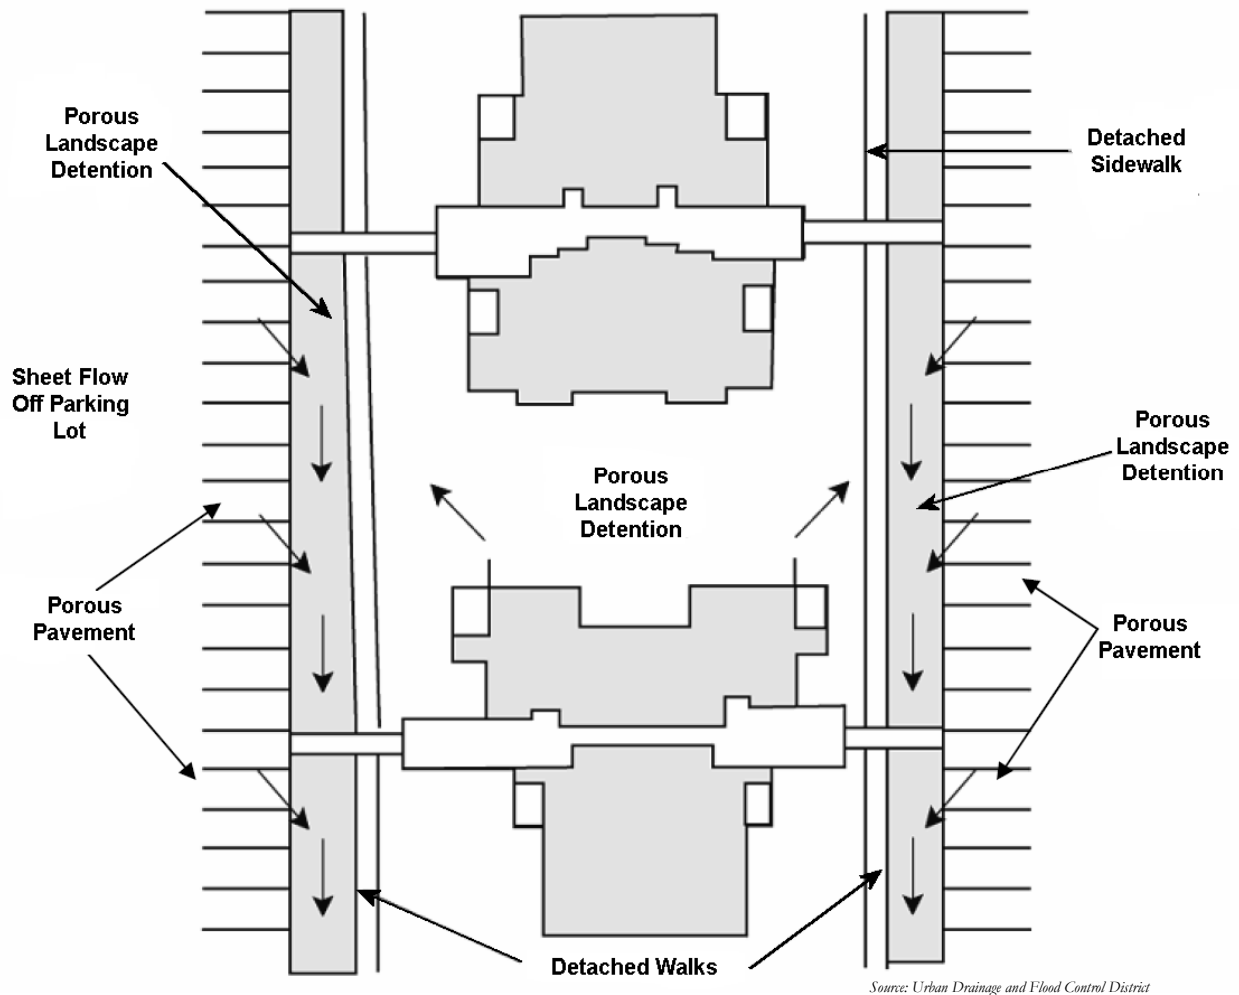 Porous
Landscape
Detention
Detached
Sidewalk
Sheet Flow
Off Parking
Lot
Porous
Landscape
Detention
Porous
Landscape
Detention
Porous
Pavement
Porous
Pavement
Detached Walks
Source: Urban Drainage and Flood Control District